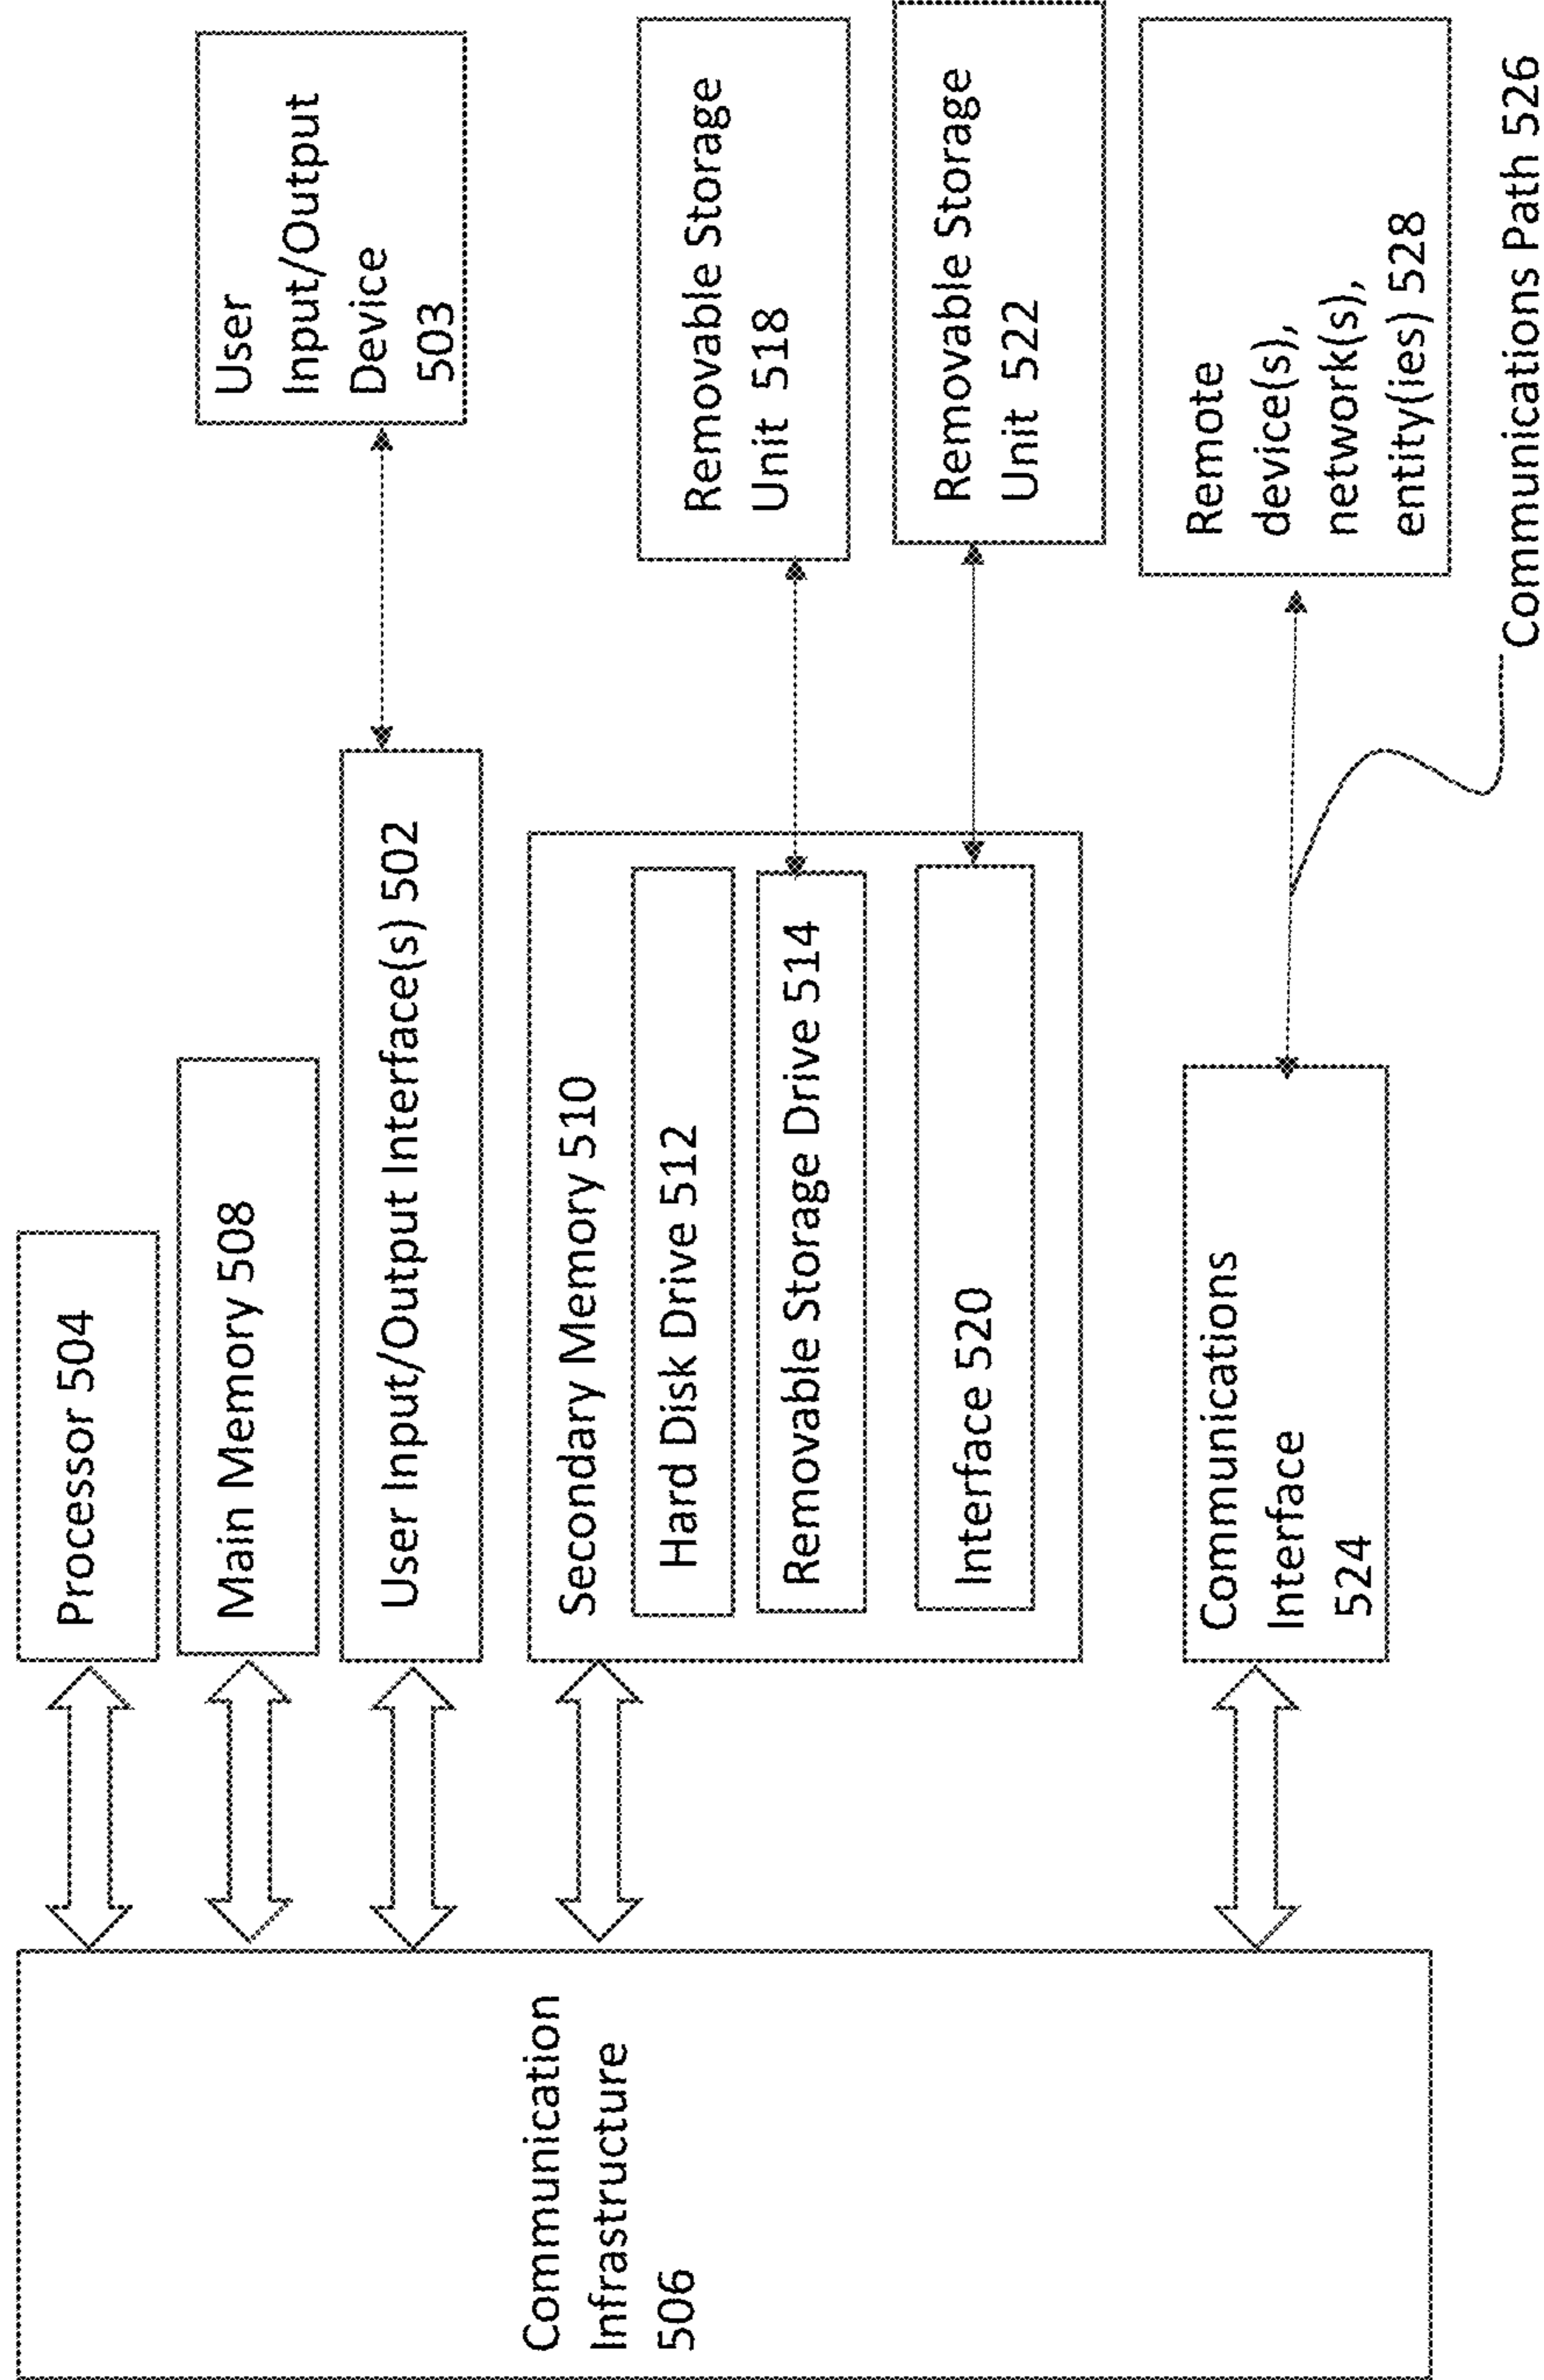 Processor 504
Main Memory 508
User Input/Output Interface(s) 502
User
Input/Output
Device
503
Communication
Infrastructure
506
Secondary Memory 510
Hard Disk Drive 512
Removable Storage Drive 514
Interface 520
Removable Storage
Unit 518
Removable Storage
Unit 522
Communications
Interface
524
Remote
device(s),
network(s),
entity(ies) 528
Communications Path 526